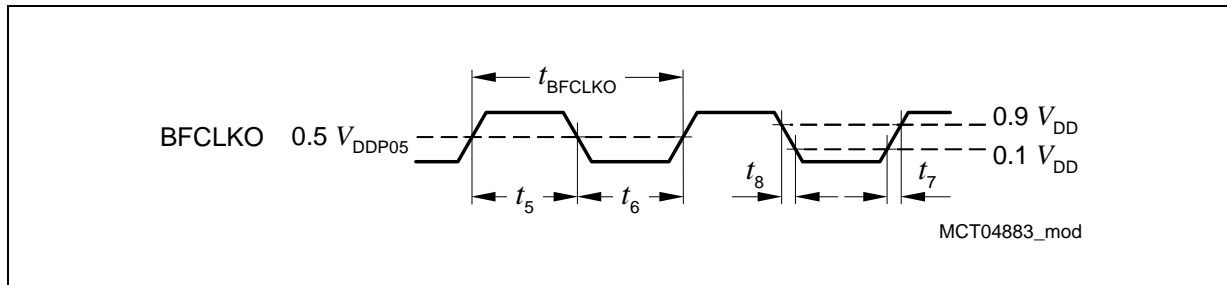 tBFCLKO
BFCLKO 0.5 VDDP05
0.9 VDD
0.1 VDD
t5 t6 t8 t7
MCT04883_mod